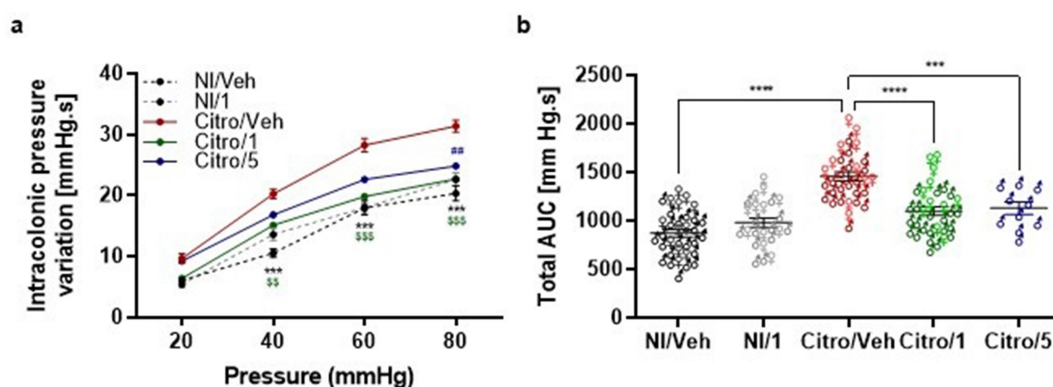 a
Intracolonic pressure
variation [mmHg.s]
40
30
20
10
0
NI/Veh
NI/1
Citro/Veh
Citro/1
Citro/5
***
$$
***
$$$
##
***
$$$
20 40 60 80
Pressure (mmHg)
b
Total AUC [mm Hg.s]
2500
2000
1500
1000
500
0
***
****
****
NI/Veh NI/1 Citro/Veh Citro/1 Citro/5